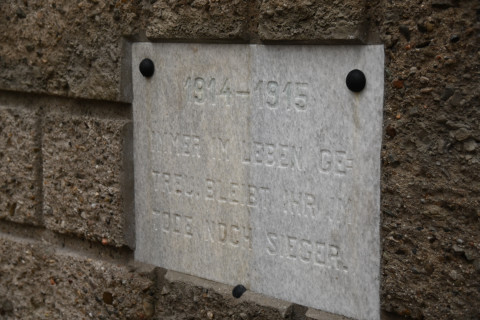 1914-1915
IMMER IM LEBEN GE-
TREU, BLEIBT IHR IM
TODE NOCH SIEGER.